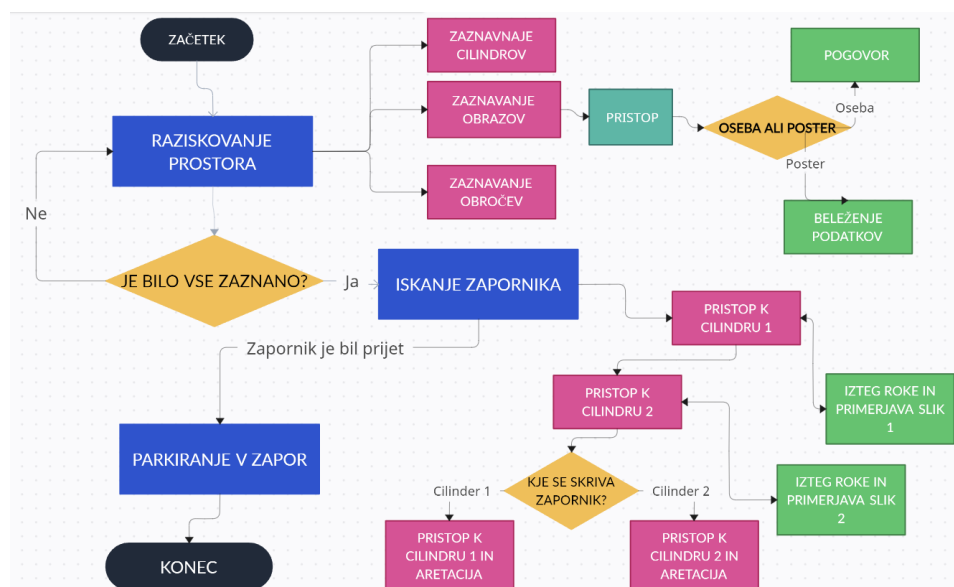 ZAČETEK
ZAZNAVNAJE
CILINDROV
POGOVOR
ZAZNAVANJE
OBRAZOV
PRISTOP
OSEBA ALI POSTER
Oseba
RAZISKOVANJE
PROSTORA
Poster
ZAZNAVANJE
OBROČEV
BELEŽENJE
PODATKOV
Ne
JE BILO VSE ZAZNANO?
Ja
ISKANJE ZAPORNIKA
PRISTOP K
CILINDRU 1
Zapornik je bil prijet
PRISTOP K
CILINDRU 2
IZTEG ROKE IN
PRIMERJAVA SLIK
1
PARKIRANJE V ZAPOR
KJE SE SKRIVA
ZAPORNIK?
Cilinder 1
Cilinder 2
IZTEG ROKE IN
PRIMERJAVA SLIK
2
PRISTOP K
CILINDRU 1 IN
ARETACIJA
PRISTOP K
CILINDRU 2 IN
ARETACIJA
KONEC